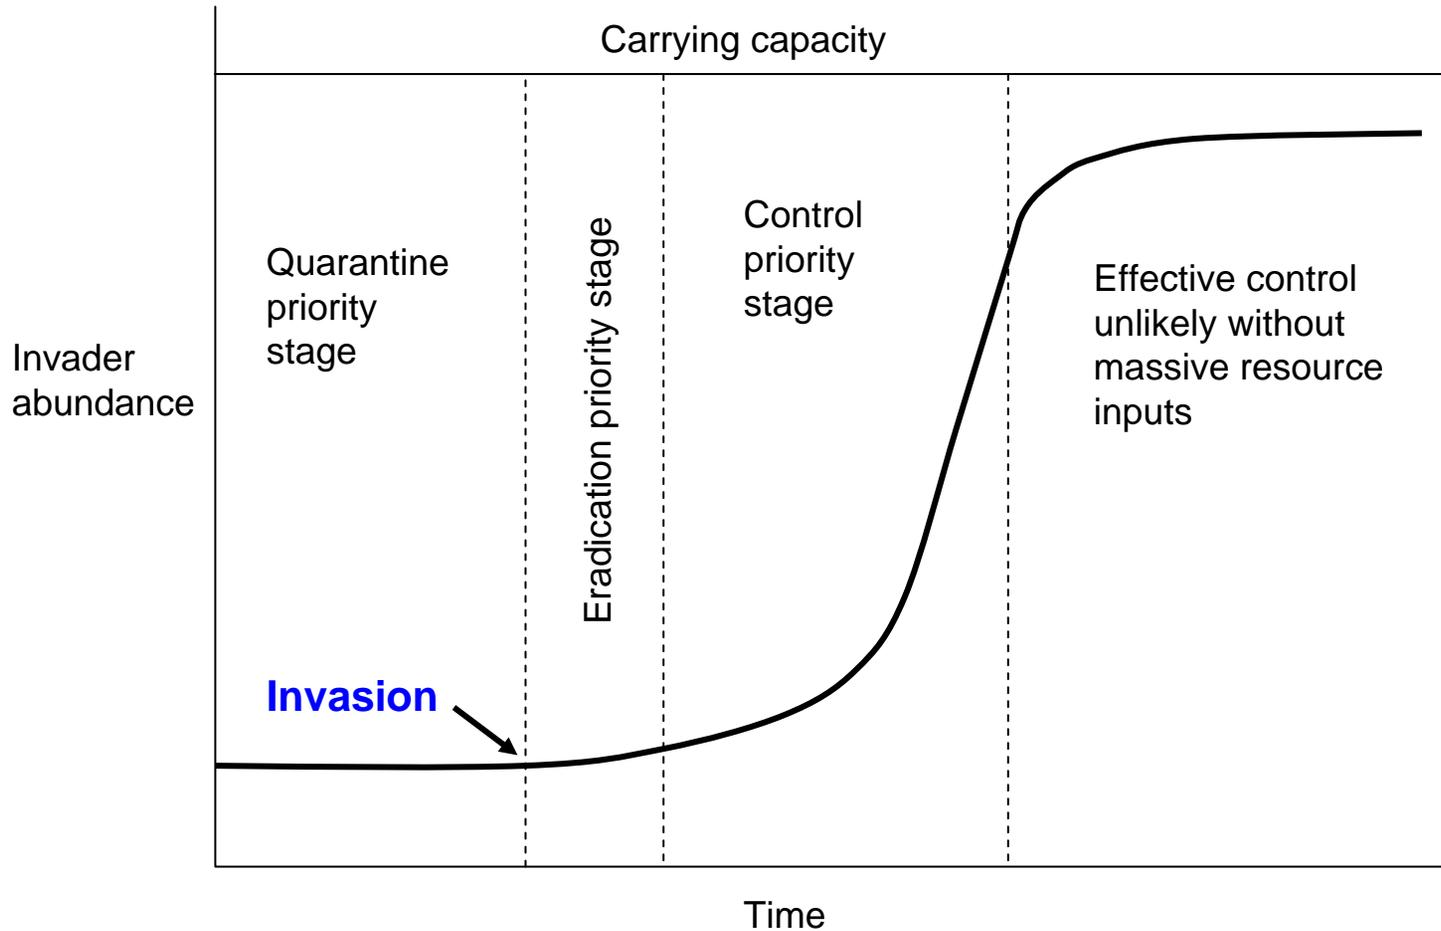 Carrying capacity
Invader
abundance
Quarantine
priority
stage
Eradication priority stage
Control
priority
stage
Effective control
unlikely without
massive resource
inputs
Invasion
Time